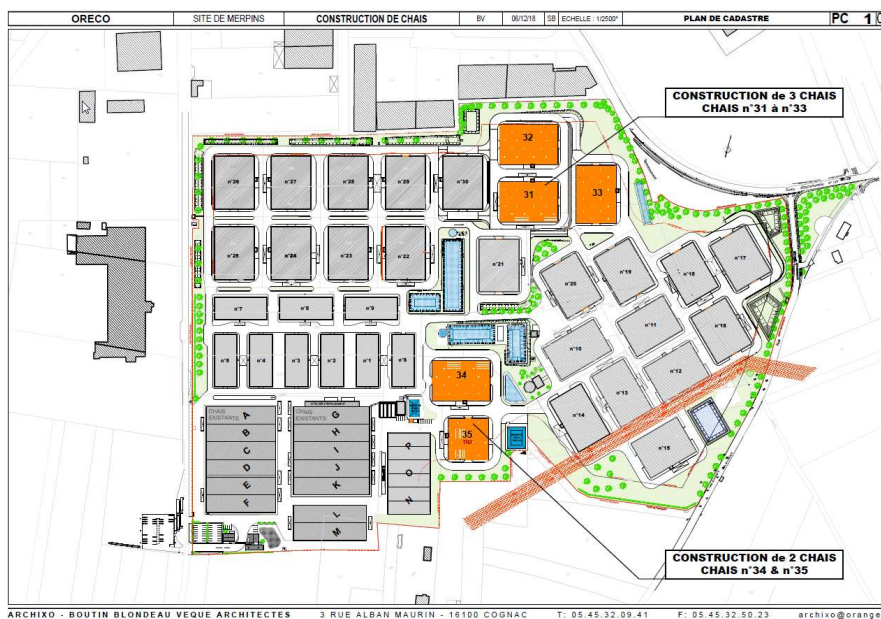 ORECO SITE DE MERPINS CONSTRUCTION DE CHAIS BV 06/12/18 SB ECHELLE : 1/2500° PLAN DE CADASTRE PC 1
CONSTRUCTION de 3 CHAIS
CHAIS n°31 à n°33
32
31
33
n°26 n°27 n°28 n°29 n°30
n°25 n°24 n°23 n°22 n°21
n°20 n°19 n°18 n°17
n°7 n°8 n°9
n°10 n°11 n°16
n°5 n°4 n°3 n°2 n°1 n°6
34
n°14 n°13 n°12
n°15
35
CHAIS
EXISTANTS
A
B
C
D
E
F
CHAIS
EXISTANTS
G
H
I
J
K
L
M
P
O
N
CONSTRUCTION de 2 CHAIS
CHAIS n°34 & n°35
ARCHIXO - BOUTIN BLONDEAU VEQUE ARCHITECTES 3 RUE ALBAN MAURIN - 16100 COGNAC T: 05.45.32.09.41 F: 05.45.32.50.23 archixo@orange